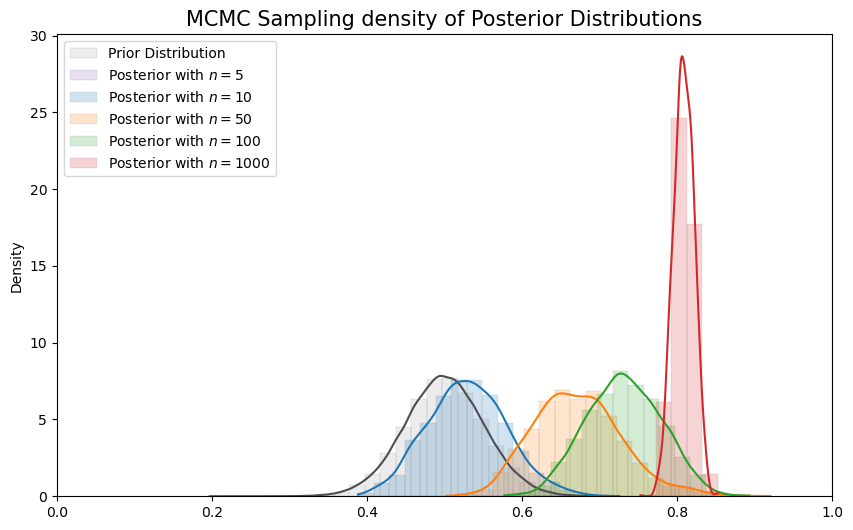 MCMC Sampling density of Posterior Distributions
30
25
20
15
10
5
0
Density
Prior Distribution
Posterior with n = 5
Posterior with n = 10
Posterior with n = 50
Posterior with n = 100
Posterior with n = 1000
0.0 0.2 0.4 0.6 0.8 1.0